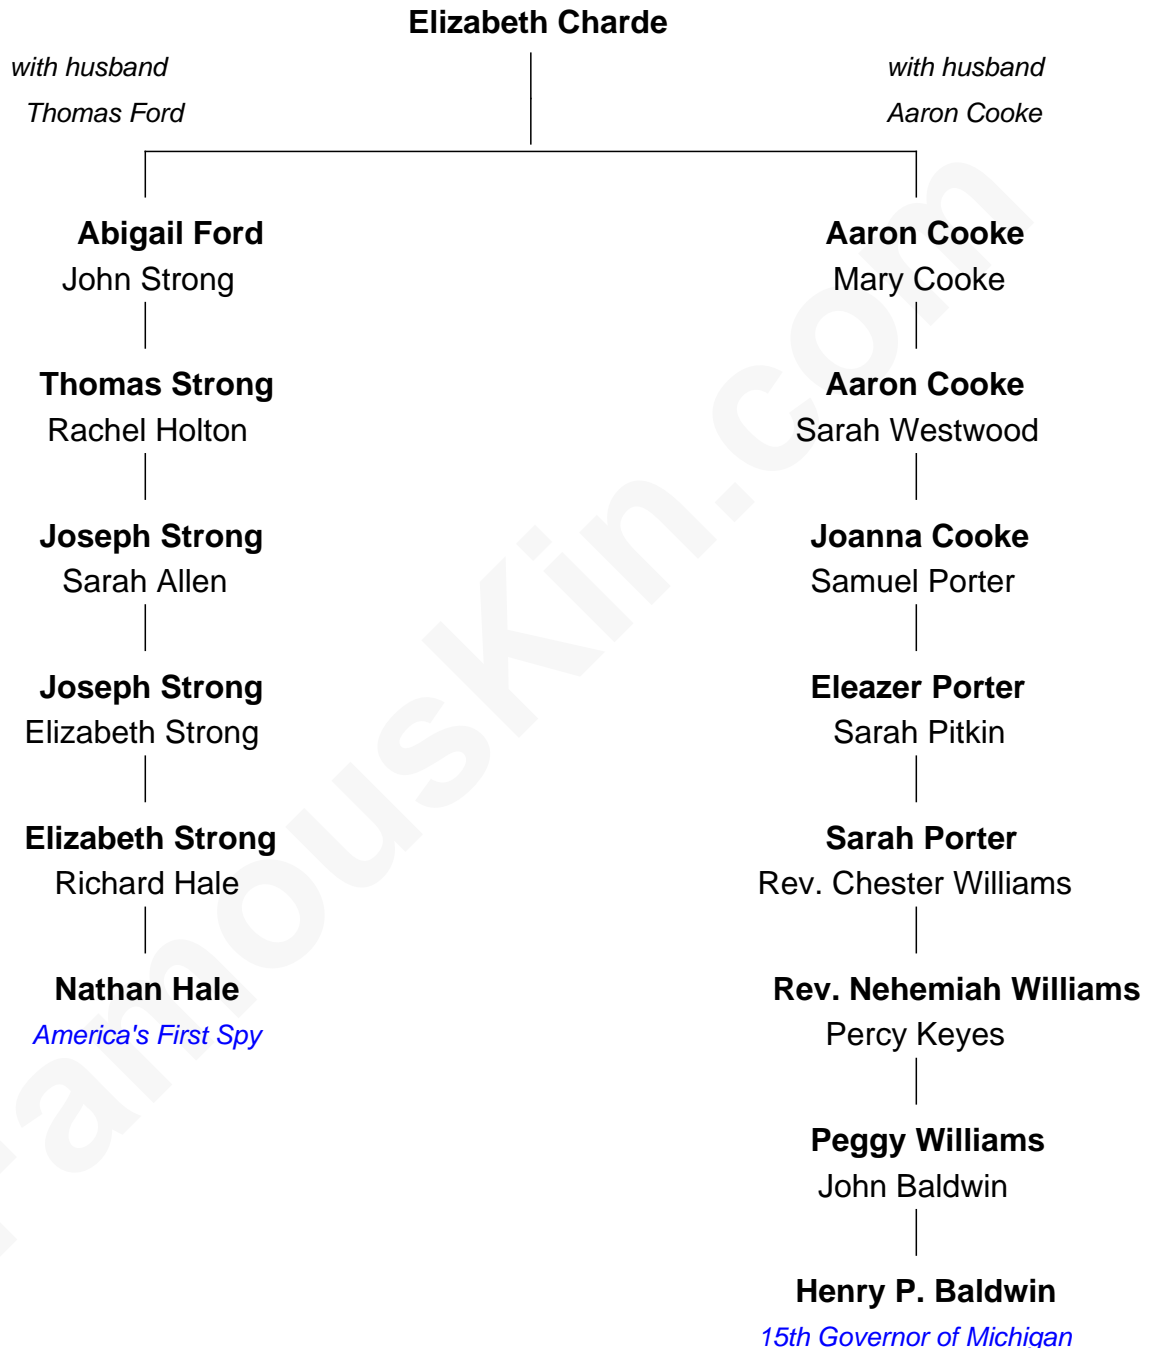 Elizabeth Charde
with husband
Thomas Ford
with husband
Aaron Cooke
Abigail Ford
John Strong
Thomas Strong
Rachel Holton
Joseph Strong
Sarah Allen
Joseph Strong
Elizabeth Strong
Elizabeth Strong
Richard Hale
Nathan Hale
America's First Spy
Aaron Cooke
Mary Cooke
Aaron Cooke
Sarah Westwood
Joanna Cooke
Samuel Porter
Eleazer Porter
Sarah Pitkin
Sarah Porter
Rev. Chester Williams
Rev. Nehemiah Williams
Percy Keyes
Peggy Williams
John Baldwin
Henry P. Baldwin
15th Governor of Michigan
FamousKin.com